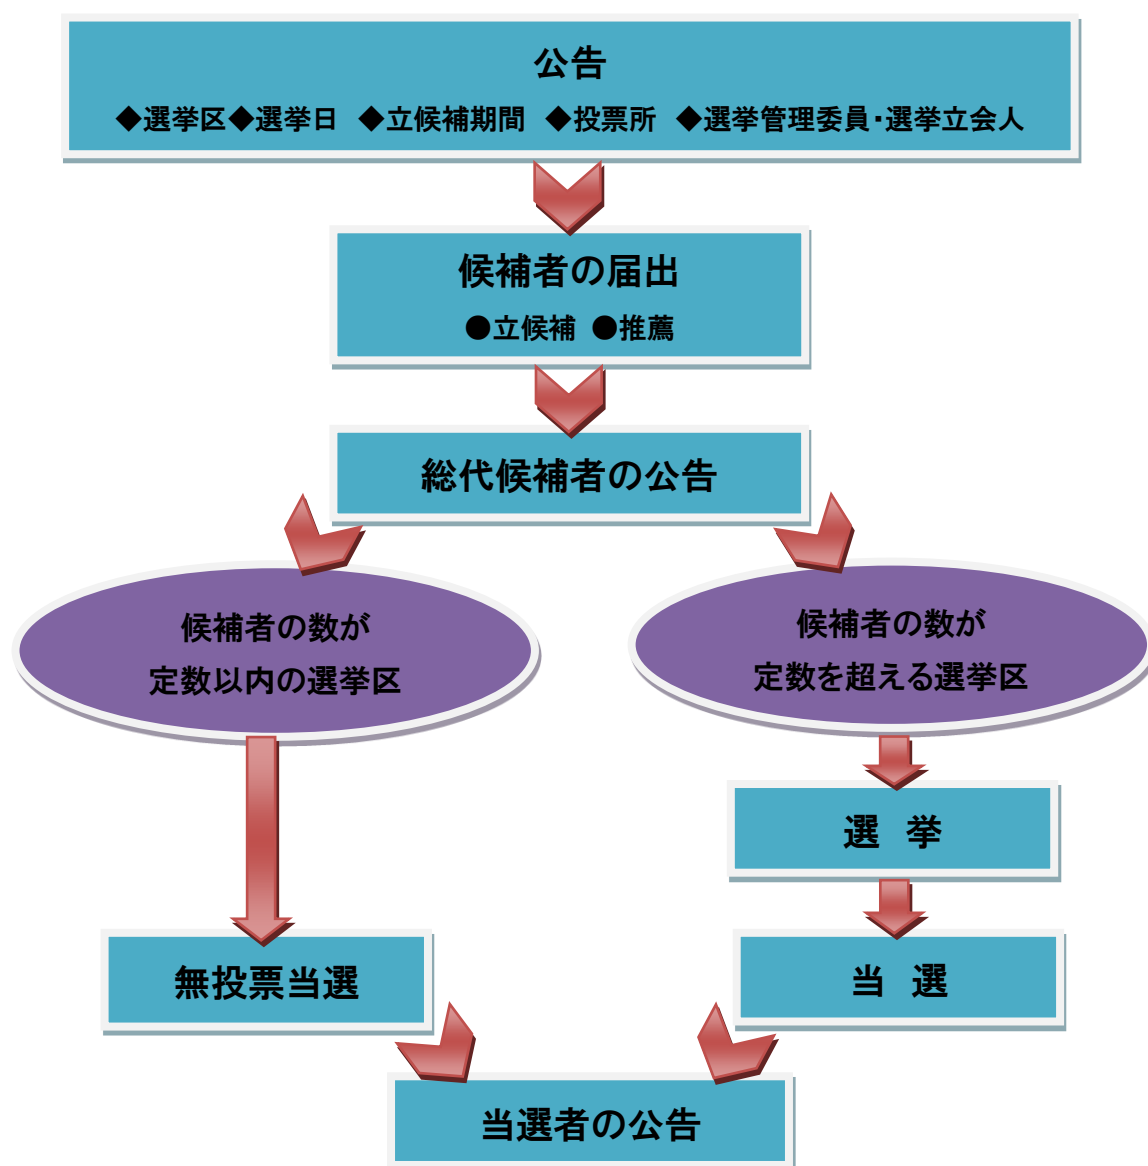 公告
◆選挙区◆選挙日 ◆立候補期間 ◆投票所 ◆選挙管理委員・選挙立会人
候補者の届出
●立候補 ●推薦
総代候補者の公告
候補者の数が
定数以内の選挙区
候補者の数が
定数を超える選挙区
選 挙
無投票当選
当 選
当選者の公告